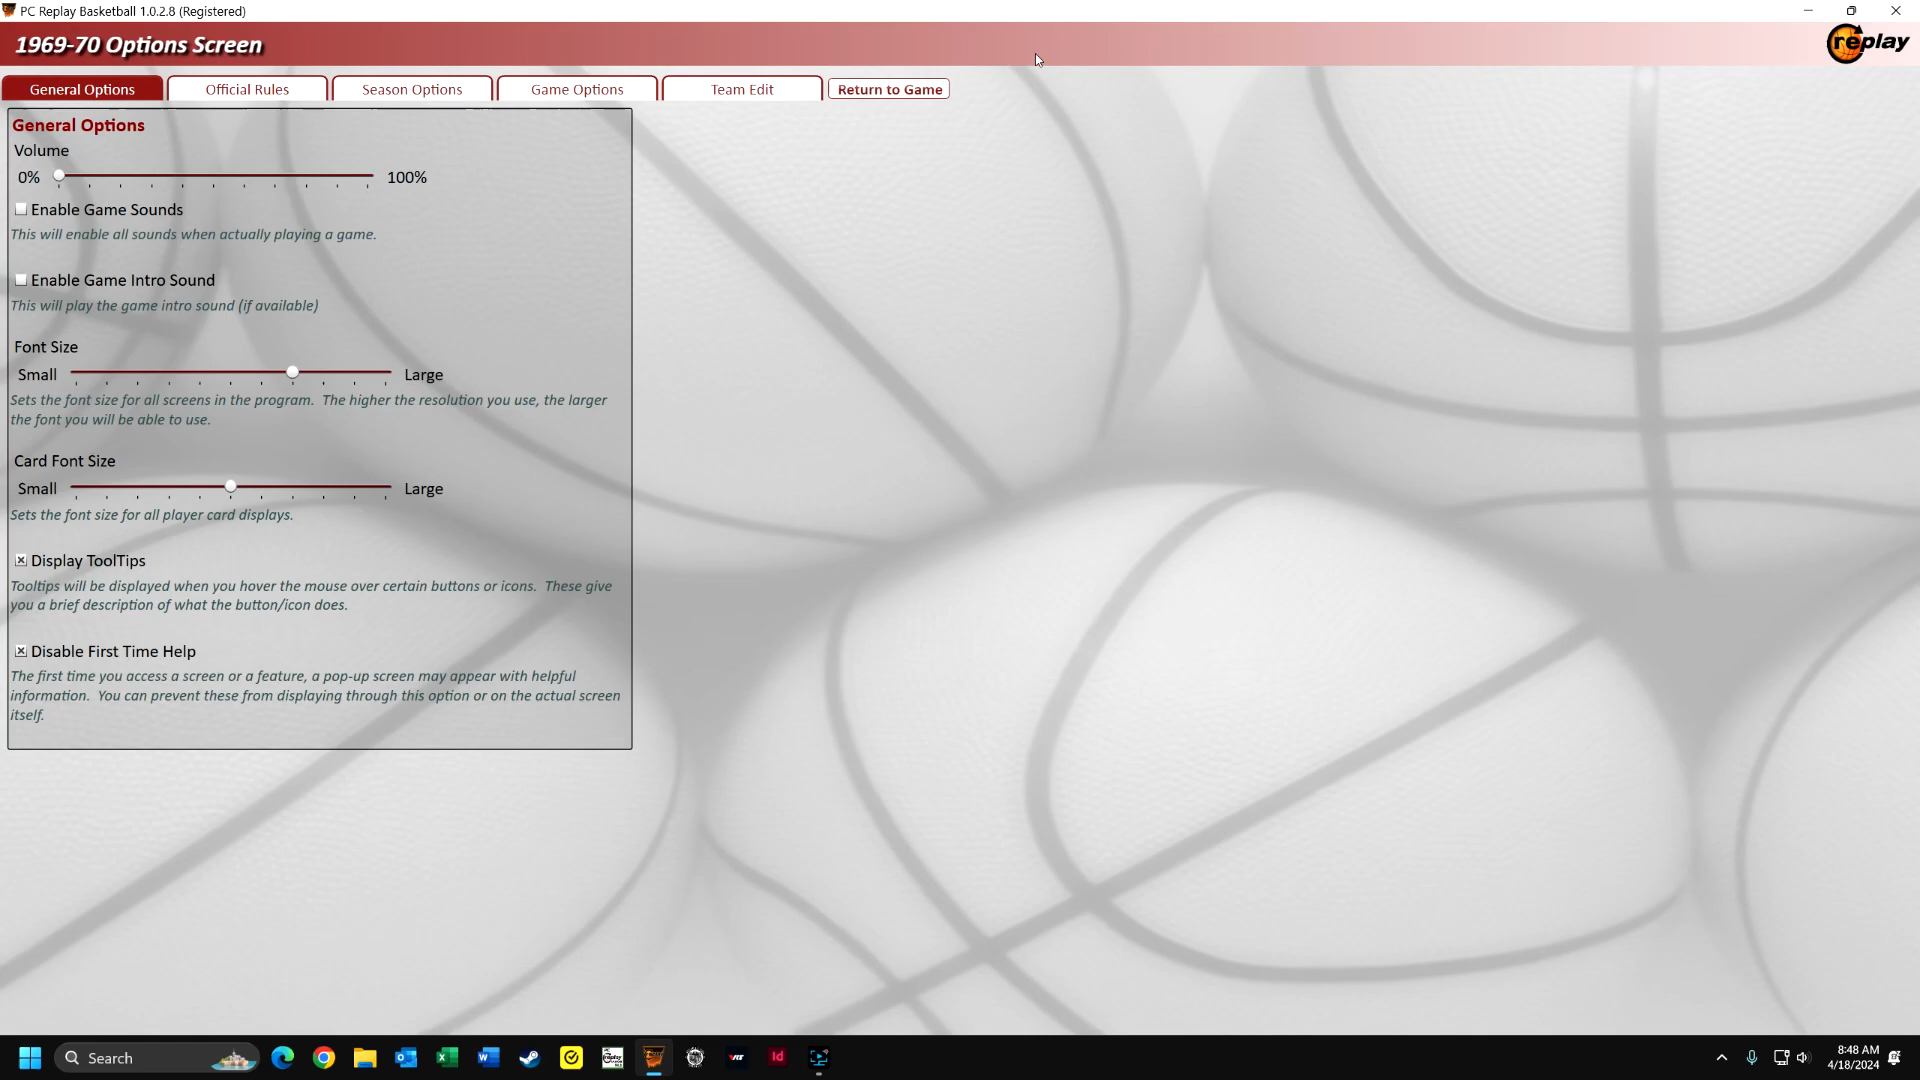 PC Replay Basketball 1.0.2.8 (Registered)
1969-70 Options Screen
replay
General Options
Official Rules
Season Options
Game Options
Team Edit
Return to Game
General Options
Volume
0%
100%
Enable Game Sounds
This will enable all sounds when actually playing a game.
Enable Game Intro Sound
This will play the game intro sound (if available)
Font Size
Small
Large
Sets the font size for all screens in the program.  The higher the resolution you use, the larger
the font you will be able to use.
Card Font Size
Small
Large
Sets the font size for all player card displays.
Display ToolTips
Tooltips will be displayed when you hover the mouse over certain buttons or icons.  These give
you a brief description of what the button/icon does.
Disable First Time Help
The first time you access a screen or a feature, a pop-up screen may appear with helpful
information.  You can prevent these from displaying through this option or on the actual screen
itself.
Search
Id
8:48 AM
4/18/2024